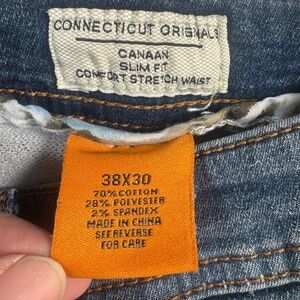 CONNECTICUT ORIGINALS
CANAAN
SLIM FIT
COMFORT STRETCH WAIST
38X30
70% COTTON
28% POLYESTER
2% SPANDEX
MADE IN CHINA
SEE REVERSE
FOR CARE